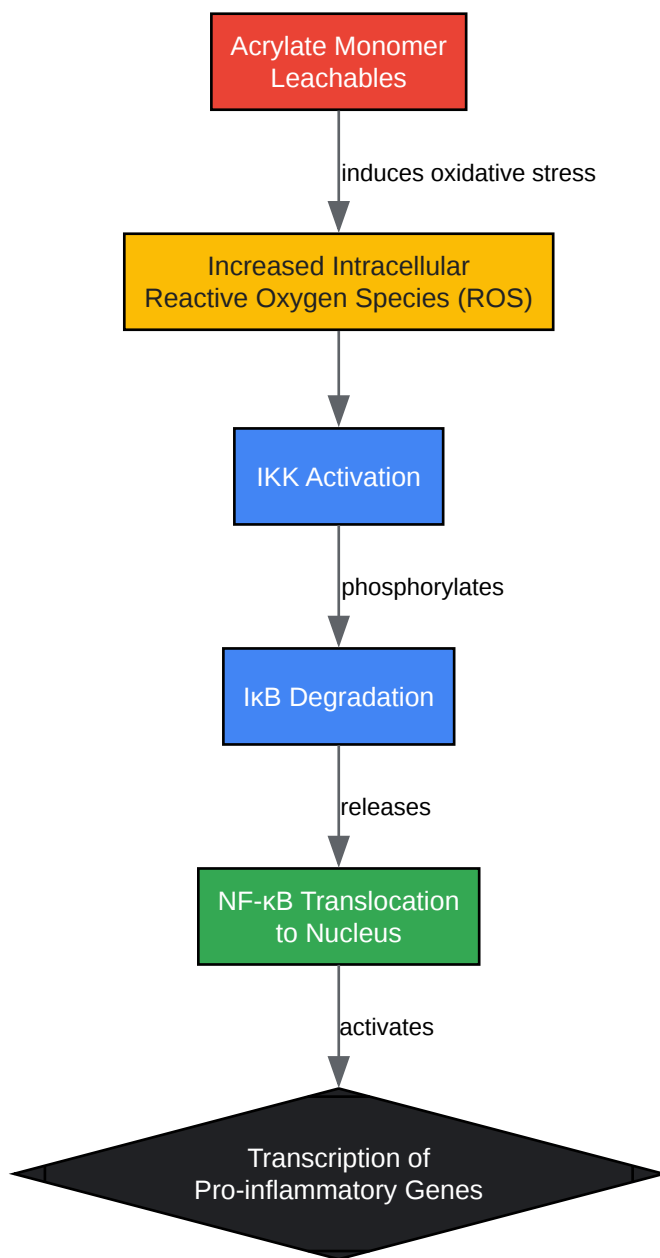 Acrylate Monomer
Leachables
induces oxidative stress
Increased Intracellular
Reactive Oxygen Species (ROS)
IKK Activation
phosphorylates
IκB Degradation
releases
NF-κB Translocation
to Nucleus
activates
Transcription of
Pro-inflammatory Genes